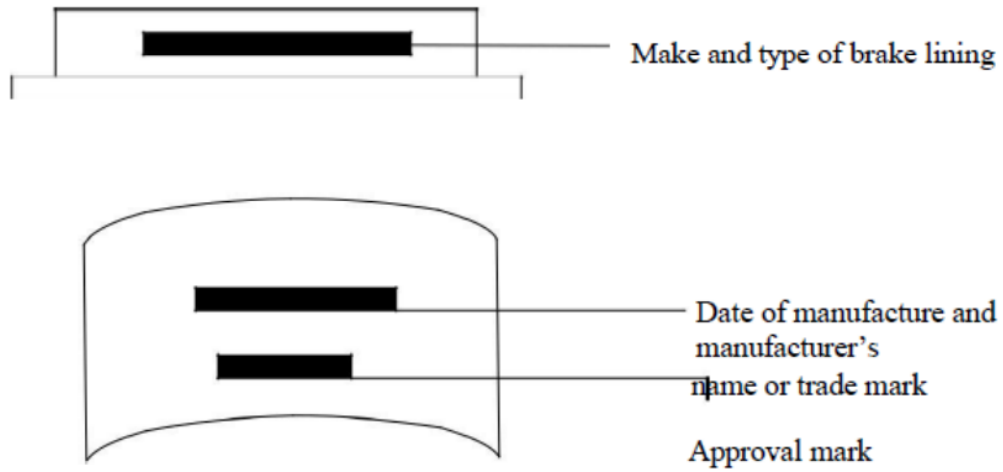 Make and type of brake lining
Date of manufacture and
manufacturer's
name or trade mark
Approval mark